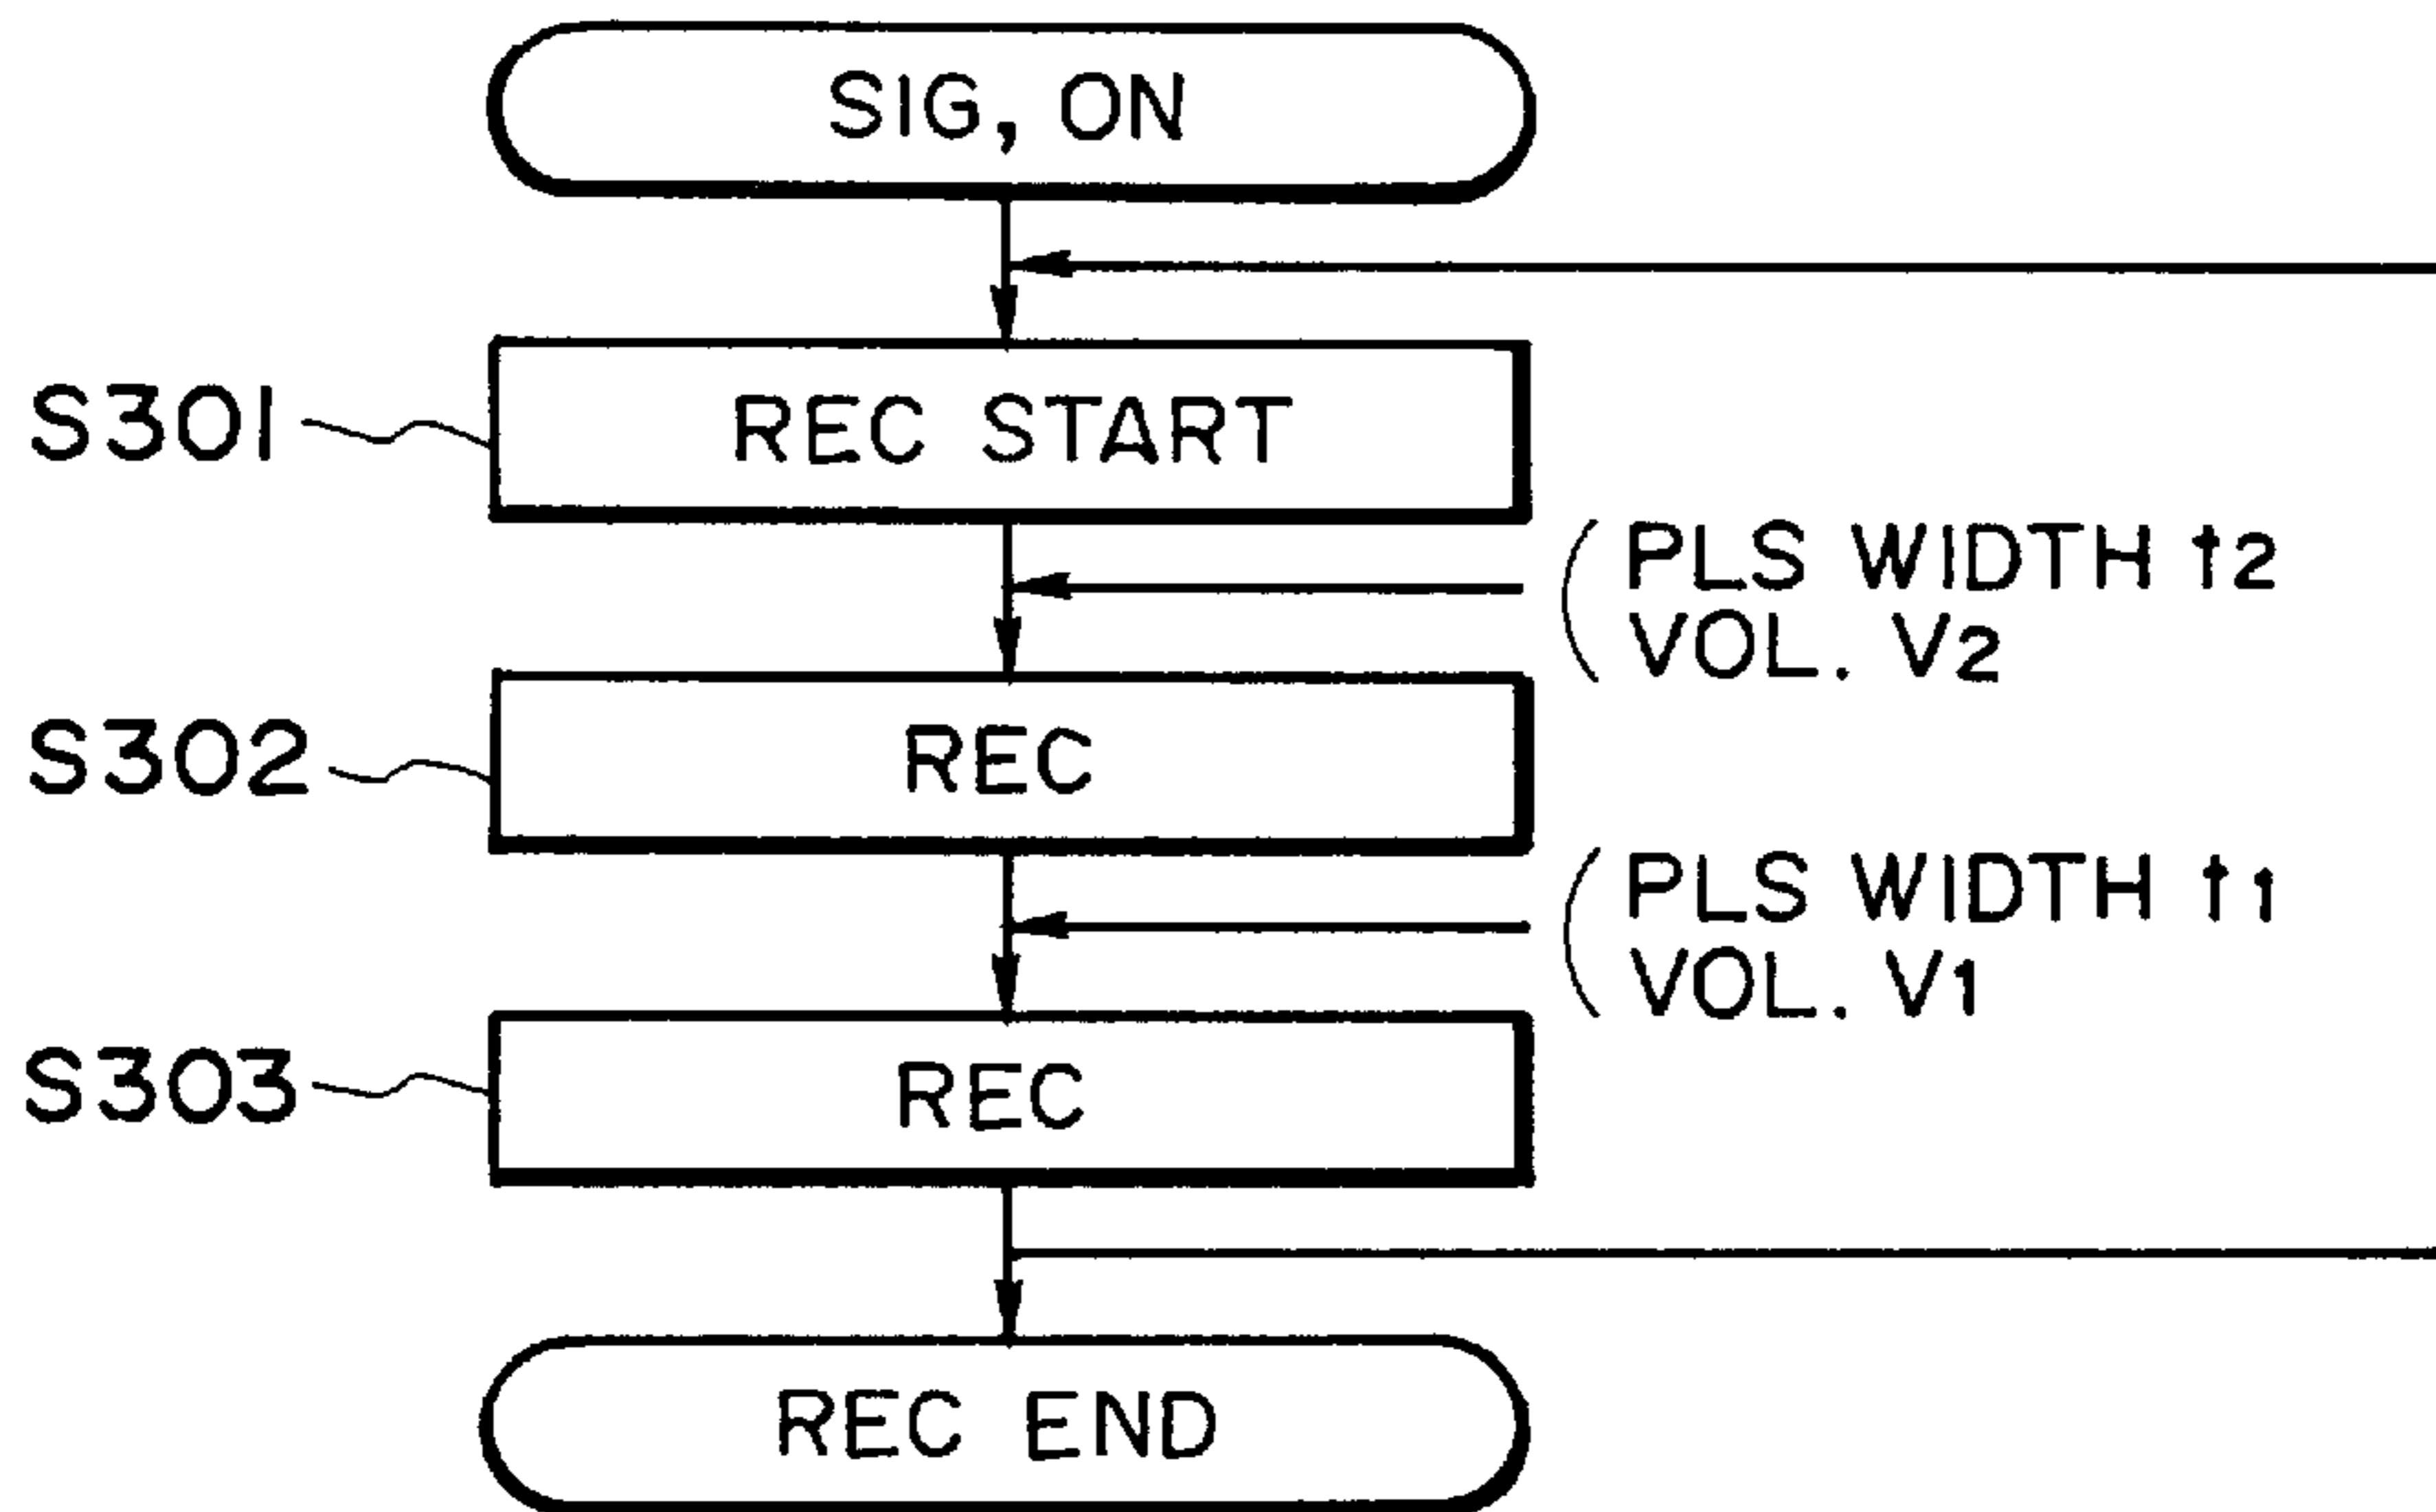 SIG, ON
S301
REC START
PLS WIDTH t2
VOL. V2
S302
REC
PLS WIDTH t1
VOL. V1
S303
REC
REC END